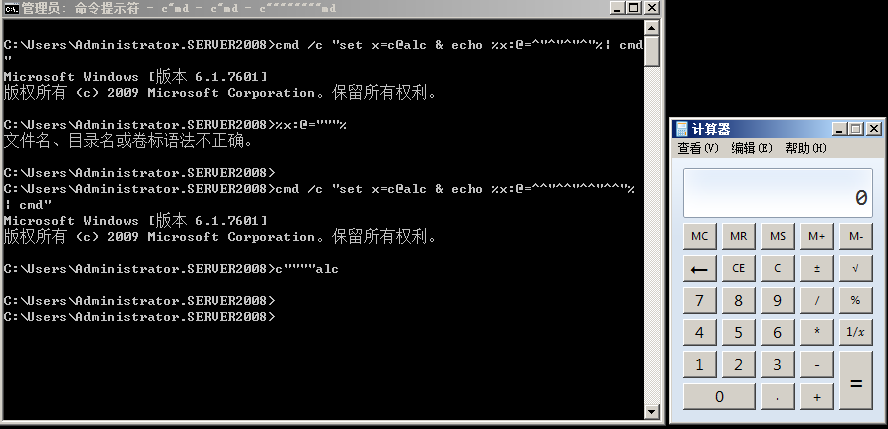 管理员: 命令提示符 - c^md - c^md - c^^^^^^^^^md
C:\Users\Administrator.SERVER2008>cmd /c "set x=c@alc & echo %x:@=^"^"^"^"%| cmd
"
Microsoft Windows [版本 6.1.7601]
版权所有 (c) 2009 Microsoft Corporation。保留所有权利。
C:\Users\Administrator.SERVER2008>%x:@=""""%
文件名、目录名或卷标语法不正确。
C:\Users\Administrator.SERVER2008>
C:\Users\Administrator.SERVER2008>cmd /c "set x=c@alc & echo %x:@=^^"^^"^^"^^"%
| cmd"
Microsoft Windows [版本 6.1.7601]
版权所有 (c) 2009 Microsoft Corporation。保留所有权利。
C:\Users\Administrator.SERVER2008>c""""alc
C:\Users\Administrator.SERVER2008>
C:\Users\Administrator.SERVER2008>
计算器
查看(V) 编辑(E) 帮助(H)
0
MC MR MS M+ M-
← CE C ± √
7 8 9 / %
4 5 6 * 1/x
1 2 3 - =
0 . +